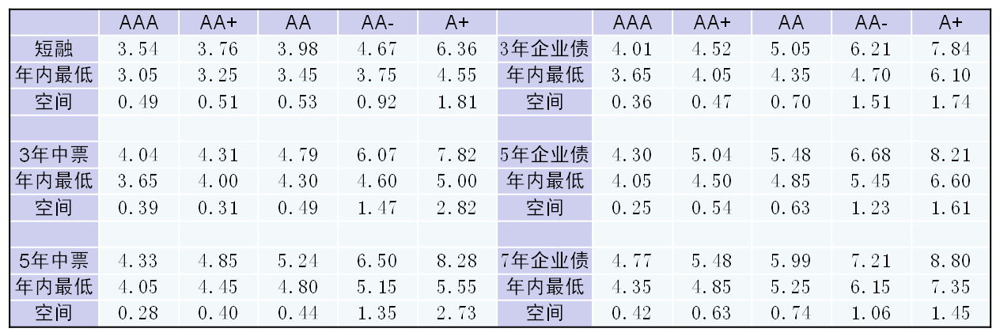 AAA AA+ AA AA- A+ AAA AA+ AA AA- A+
短融 3.54 3.76 3.98 4.67 6.36 3年企业债 4.01 4.52 5.05 6.21 7.84
年内最低 3.05 3.25 3.45 3.75 4.55 年内最低 3.65 4.05 4.35 4.70 6.10
空间 0.49 0.51 0.53 0.92 1.81 空间 0.36 0.47 0.70 1.51 1.74
3年中票 4.04 4.31 4.79 6.07 7.82 5年企业债 4.30 5.04 5.48 6.68 8.21
年内最低 3.65 4.00 4.30 4.60 5.00 年内最低 4.05 4.50 4.85 5.45 6.60
空间 0.39 0.31 0.49 1.47 2.82 空间 0.25 0.54 0.63 1.23 1.61
5年中票 4.33 4.85 5.24 6.50 8.28 7年企业债 4.77 5.48 5.99 7.21 8.80
年内最低 4.05 4.45 4.80 5.15 5.55 年内最低 4.35 4.85 5.25 6.15 7.35
空间 0.28 0.40 0.44 1.35 2.73 空间 0.42 0.63 0.74 1.06 1.45